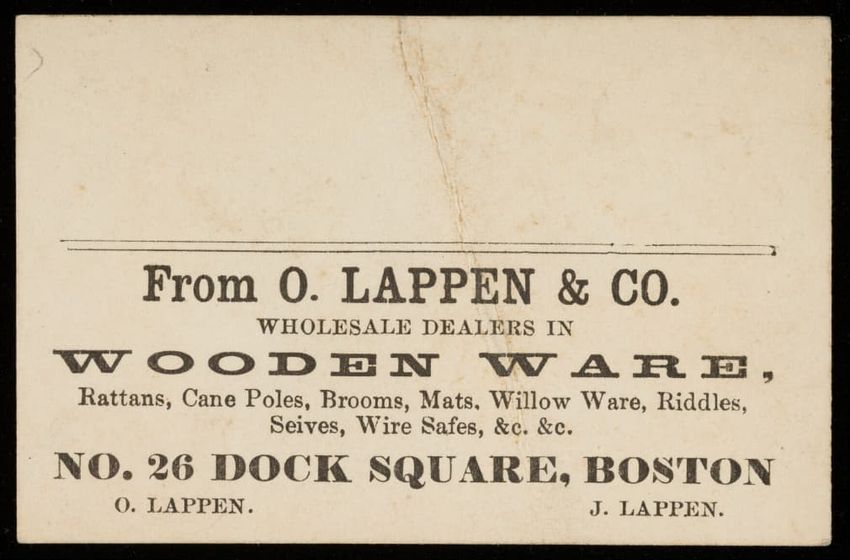 From O. LAPPEN & CO.
WHOLESALE DEALERS IN
WOODEN WARE,
Rattans, Cane Poles, Brooms, Mats. Willow Ware, Riddles,
Seives, Wire Safes, &c. &c.
NO. 26 DOCK SQUARE, BOSTON
O. LAPPEN. J. LAPPEN.